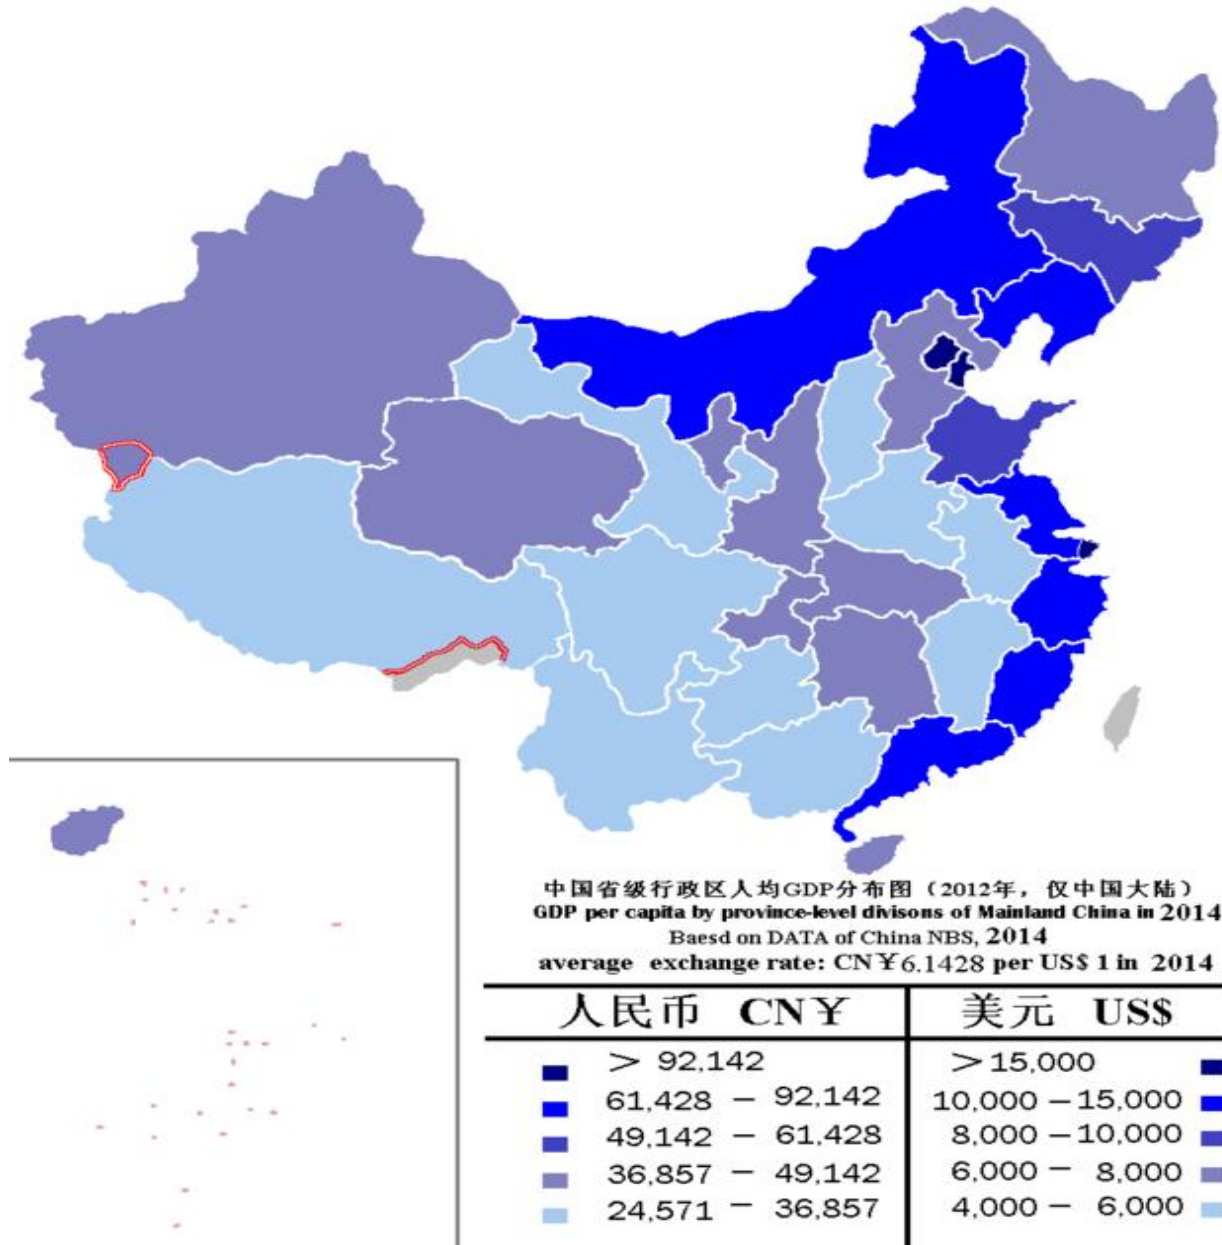 中国省级行政区人均GDP分布图（2012年，仅中国大陆）
GDP per capita by province-level divisons of Mainland China in 2014
Baesd on DATA of China NBS, 2014
average exchange rate: CN¥6.1428 per US$ 1 in 2014
人民币 CN¥ 美元 US$
> 92,142 >15,000
61,428 - 92,142 10,000-15,000
49,142 - 61,428 8,000-10,000
36,857 - 49,142 6,000- 8,000
24,571 - 36,857 4,000- 6,000